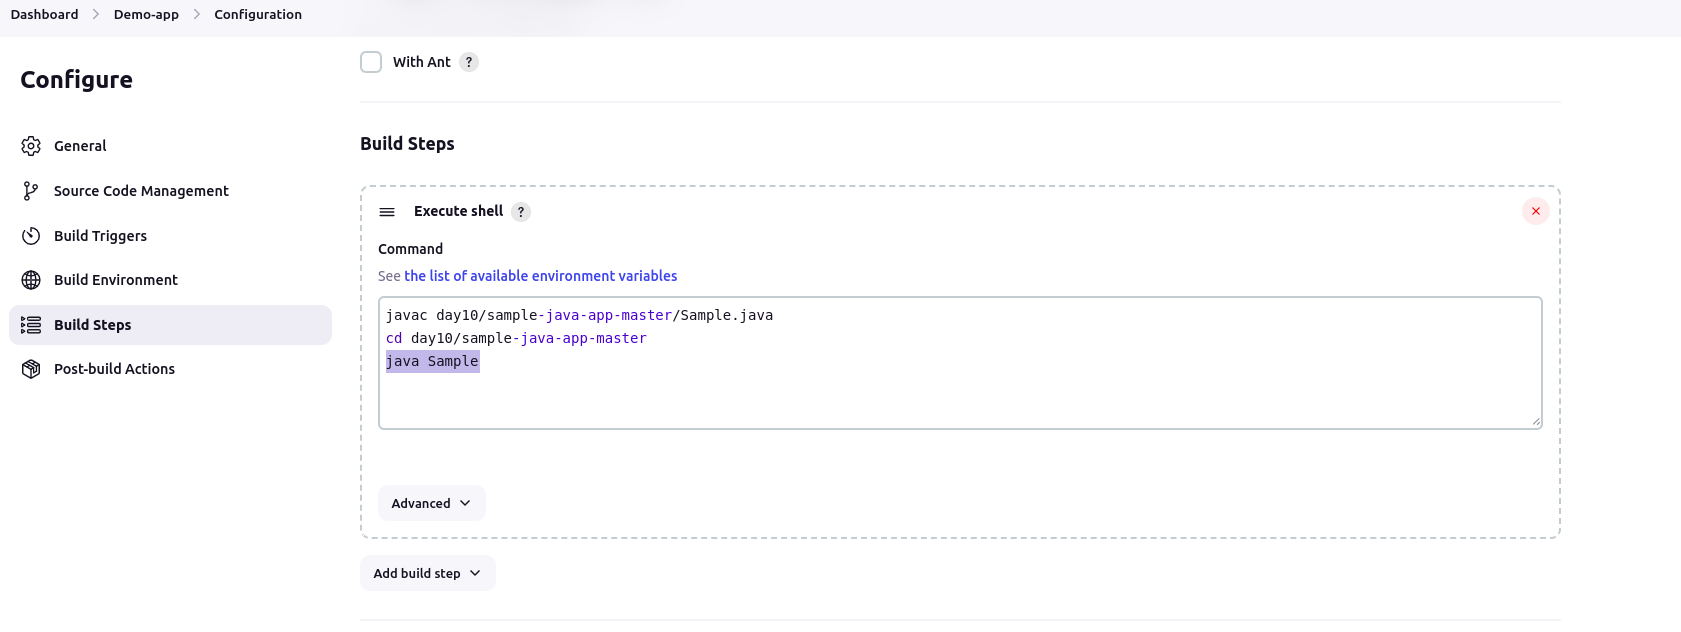 Dashboard > Demo-app > Configuration
Configure
General
Source Code Management
Build Triggers
Build Environment
Build Steps
Post-build Actions
With Ant ?
Build Steps
Execute shell ?
Command
See the list of available environment variables
javac day10/sample-java-app-master/Sample.java
cd day10/sample-java-app-master
java Sample
Advanced
Add build step